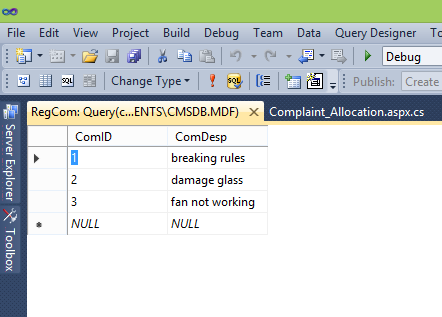 File Edit View Project Build Debug Team Data Query Designer To
Debug
Change Type Publish: Create P
RegCom: Query(c...ENTS\CMSDB.MDF) Complaint_Allocation.aspx.cs
Server Explorer
Toolbox
ComID ComDesp
1 breaking rules
2 damage glass
3 fan not working
NULL NULL